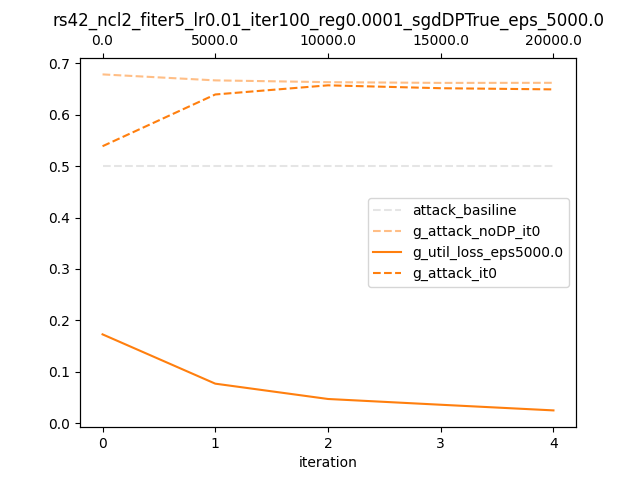 rs42_ncl2_fiter5_lr0.01_iter100_reg0.0001_sgdDPTrue_eps_5000.0
0.0 5000.0 10000.0 15000.0 20000.0
0.7
0.6
0.5
0.4
0.3
0.2
0.1
0.0
attack_basiline
g_attack_noDP_it0
g_util_loss_eps5000.0
g_attack_it0
0 1 2 3 4
iteration